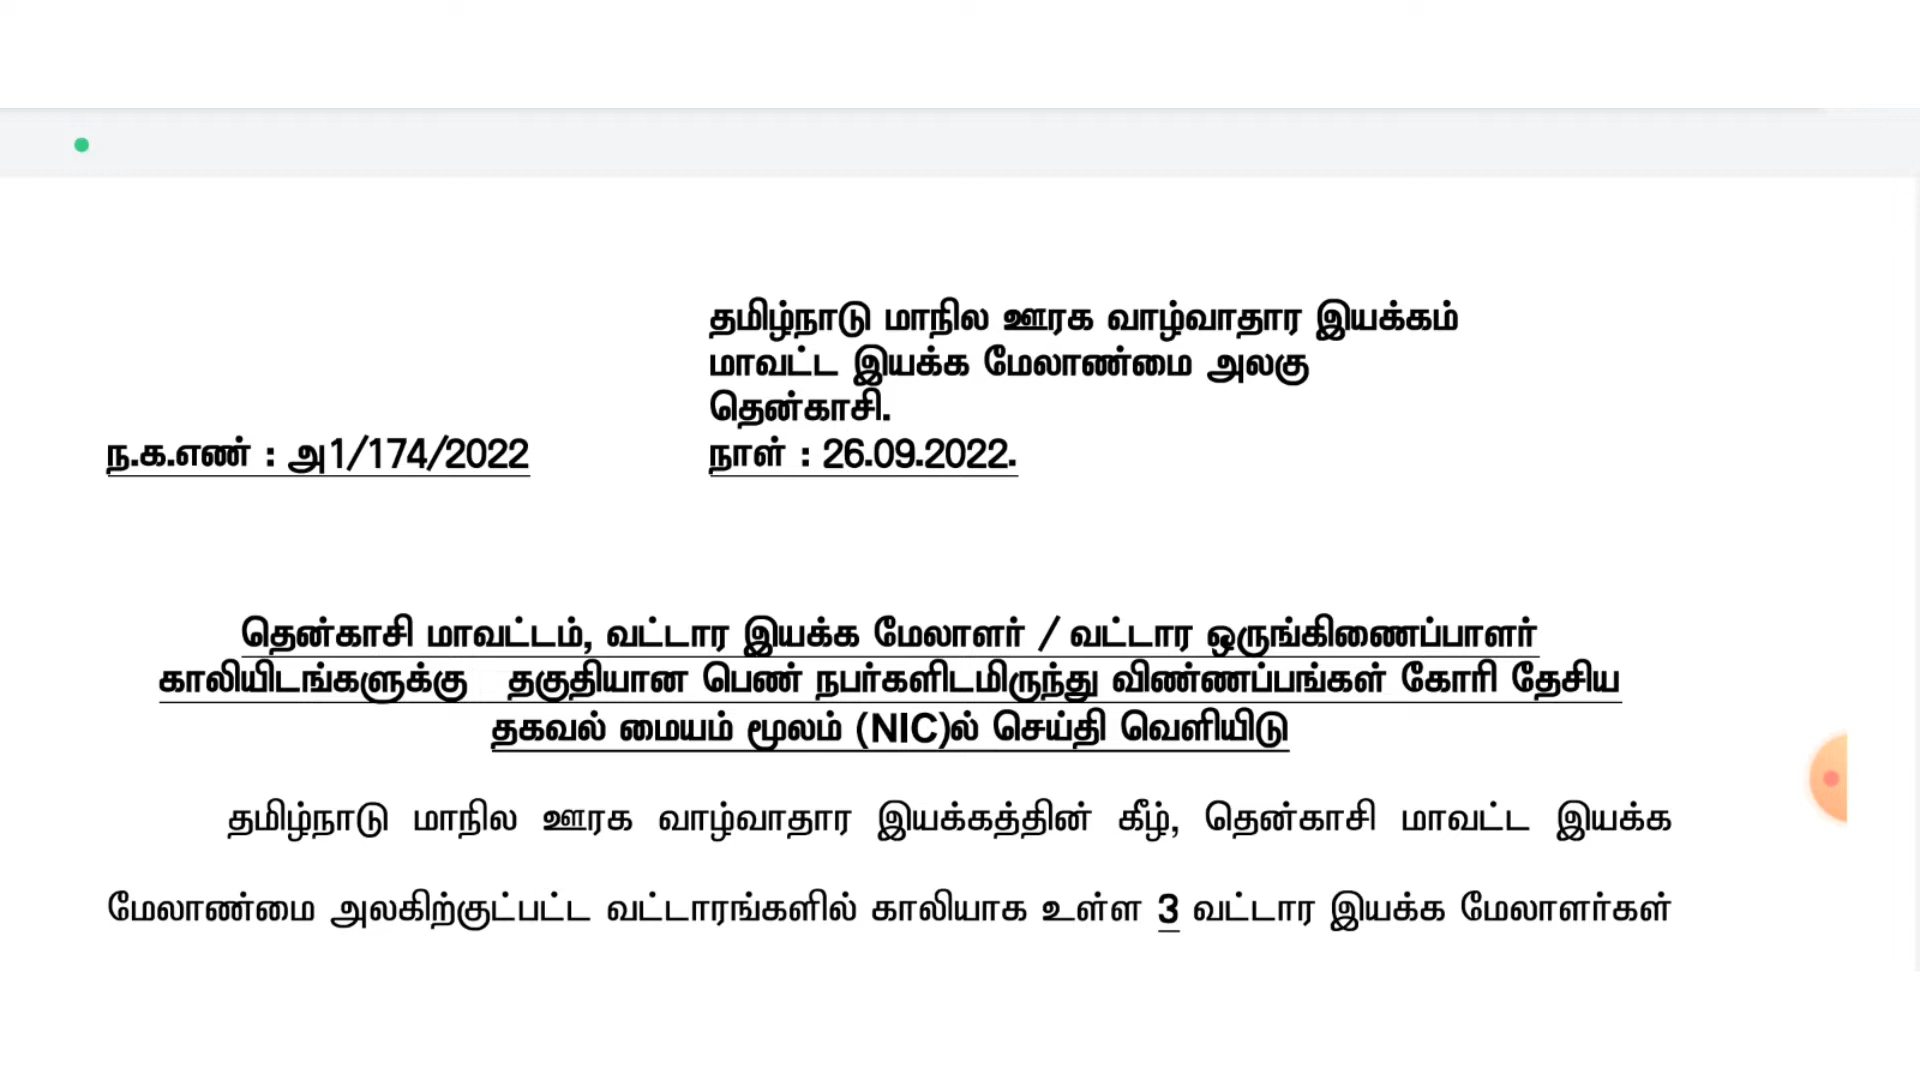 தமிழ்நாடு மாநில ஊரக வாழ்வாதார இயக்கம்
மாவட்ட இயக்க மேலாண்மை அலகு
தென்காசி.
ந.க.எண் : அ1/174/2022 நாள் : 26.09.2022.
தென்காசி மாவட்டம், வட்டார இயக்க மேலாளர் / வட்டார ஒருங்கிணைப்பாளர்
காலியிடங்களுக்கு தகுதியான பெண் நபர்களிடமிருந்து விண்ணப்பங்கள் கோரி தேசிய
தகவல் மையம் மூலம் (NIC)ல் செய்தி வெளியிடு
தமிழ்நாடு மாநில ஊரக வாழ்வாதார இயக்கத்தின் கீழ், தென்காசி மாவட்ட இயக்க
மேலாண்மை அலகிற்குட்பட்ட வட்டாரங்களில் காலியாக உள்ள 3 வட்டார இயக்க மேலாளர்கள்